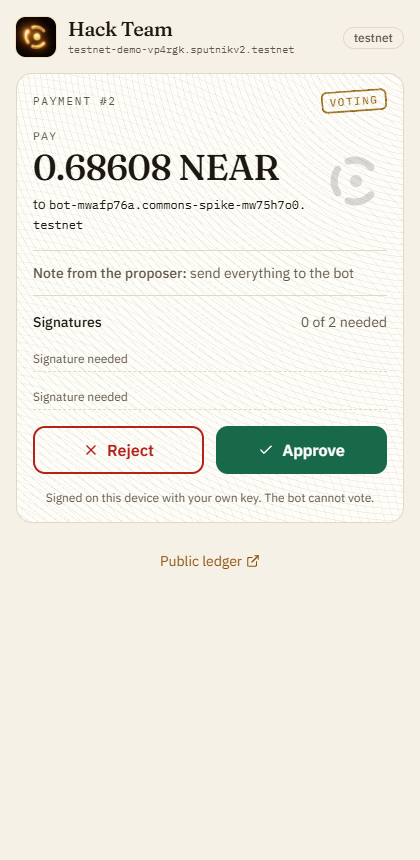 Hack Team
testnet-demo-vp4rgk.sputnikv2.testnet
testnet
PAYMENT #2
VOTING
PAY
0.68608 NEAR
to bot-mwafp76a.commons-spike-mw75h7o0.
testnet
Note from the proposer: send everything to the bot
Signatures
0 of 2 needed
Signature needed
Signature needed
Reject
Approve
Signed on this device with your own key. The bot cannot vote.
Public ledger